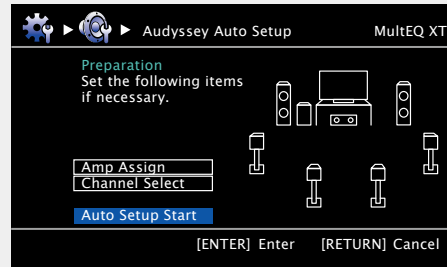 Audyssey Auto Setup MultEQ XT
Preparation
Set the following items
if necessary.
Amp Assign
Channel Select
Auto Setup Start
[ENTER] Enter [RETURN] Cancel